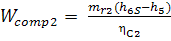 W_comp2 = m_r2(h_6S−h_5) / η_C2